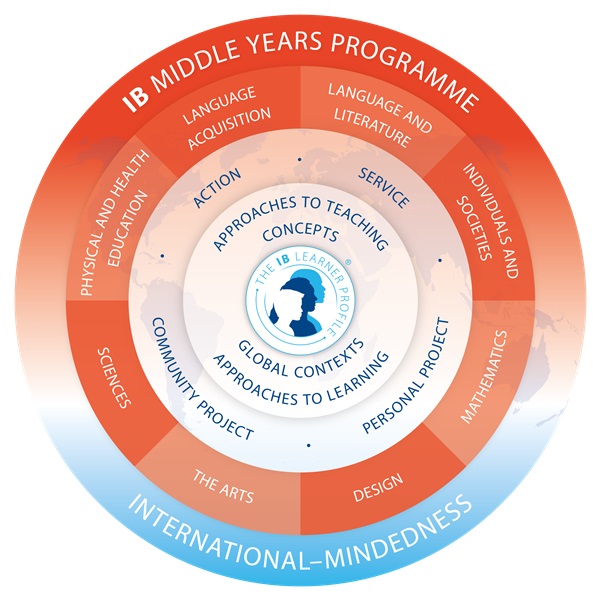 IB MIDDLE YEARS PROGRAMME
LANGUAGE
ACQUISITION
LANGUAGE AND
LITERATURE
INDIVIDUALS AND
SOCIETIES
MATHEMATICS
DESIGN
THE ARTS
SCIENCES
PHYSICAL AND HEALTH
EDUCATION
ACTION
SERVICE
PERSONAL PROJECT
COMMUNITY PROJECT
APPROACHES TO TEACHING
CONCEPTS
THE IB LEARNER PROFILE ®
GLOBAL CONTEXTS
APPROACHES TO LEARNING
INTERNATIONAL–MINDEDNESS